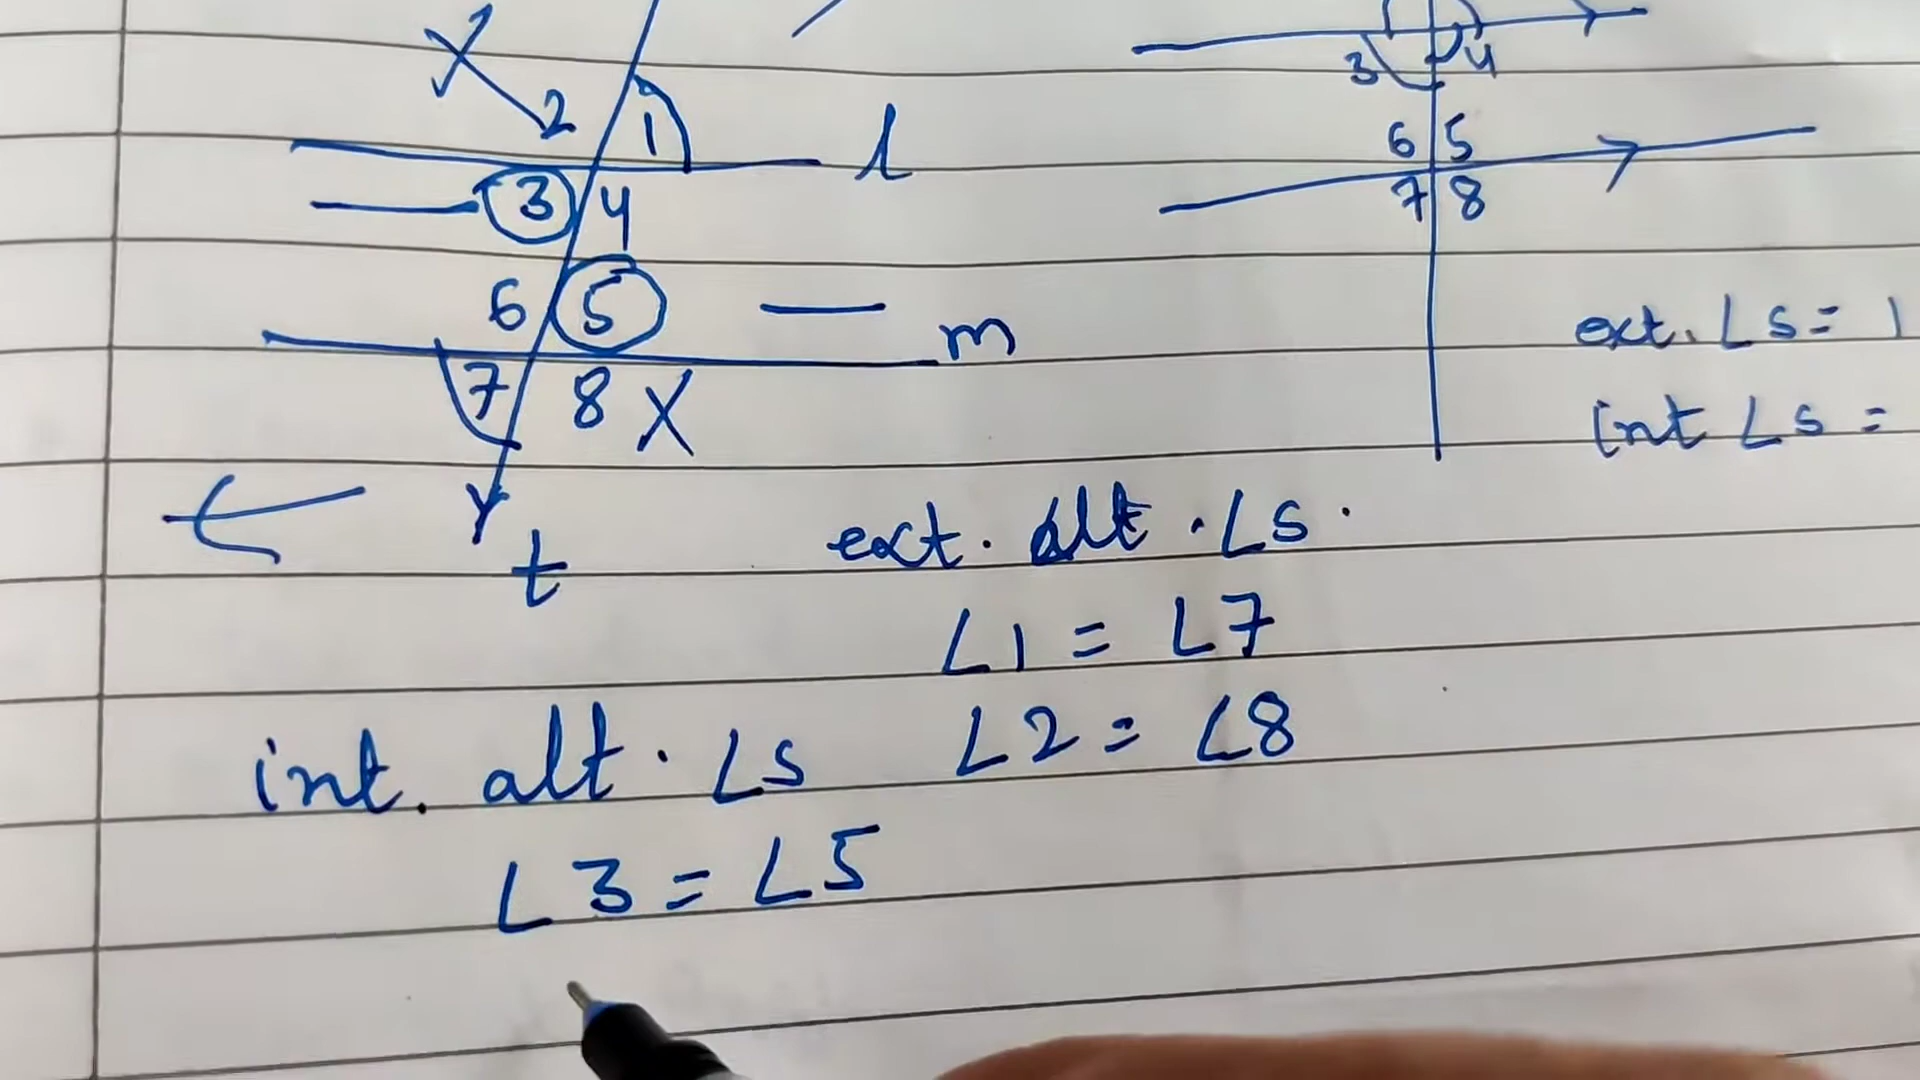 2 1 l
3 4
6 5 m
7 8 X
t
3 4
6 5
7 8
ext. ∠s = 1
int ∠s =
ext. alt. ∠s.
∠1 = ∠7
∠2 = ∠8
int. alt. ∠s
∠3 = ∠5